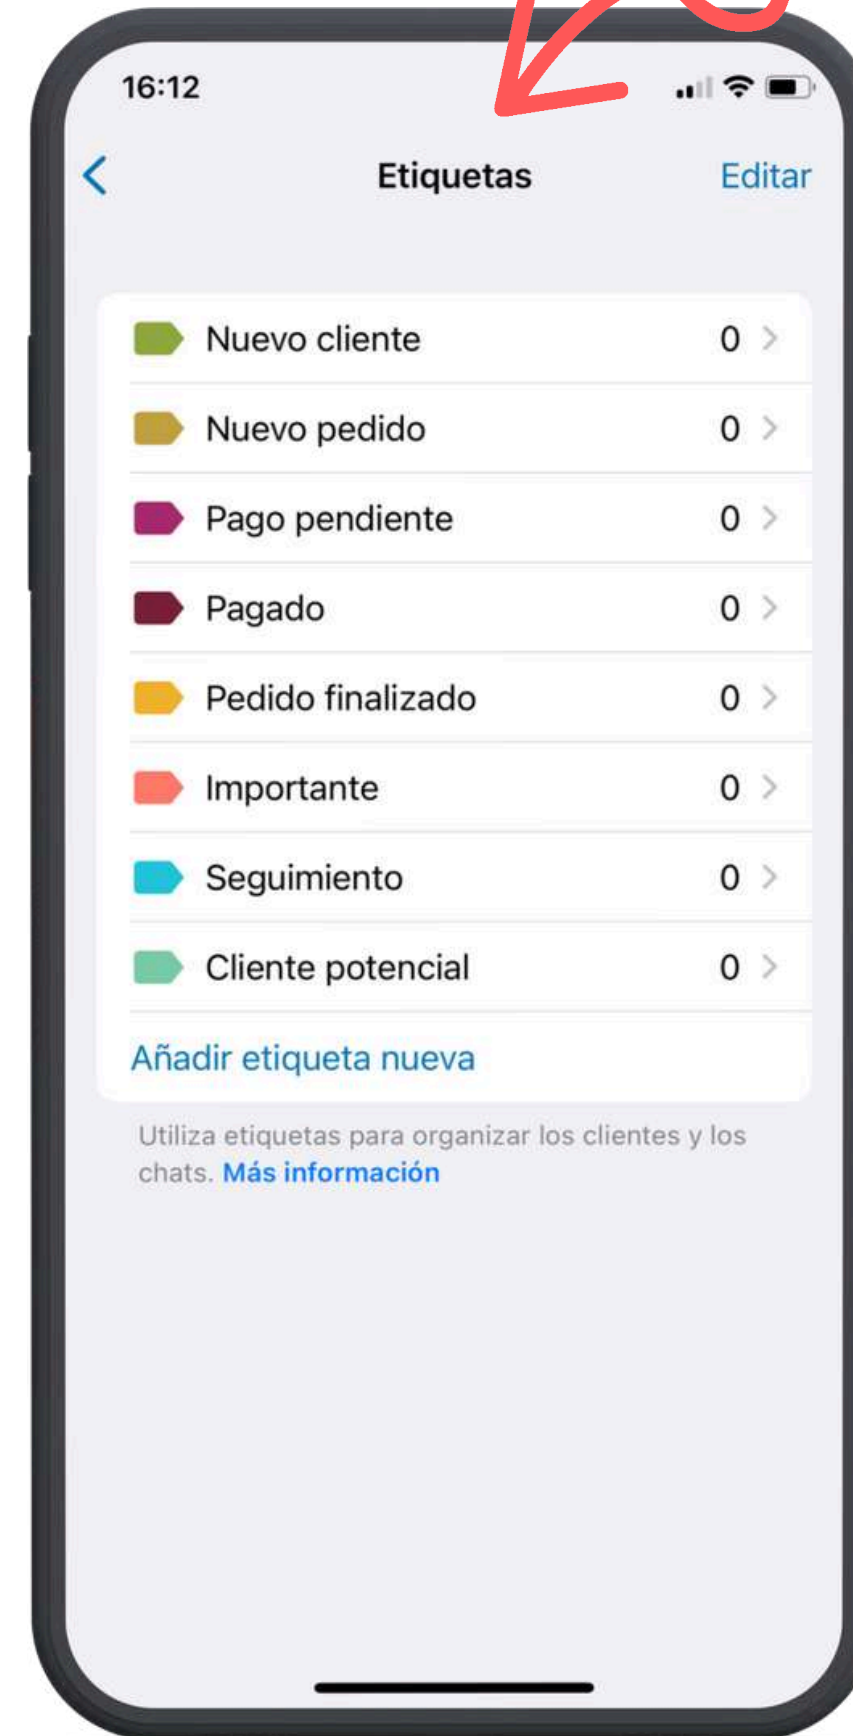 16:12
Etiquetas
Editar
Nuevo cliente 0
Nuevo pedido 0
Pago pendiente 0
Pagado 0
Pedido finalizado 0
Importante 0
Seguimiento 0
Cliente potencial 0
Añadir etiqueta nueva
Utiliza etiquetas para organizar los clientes y los
chats. Más información